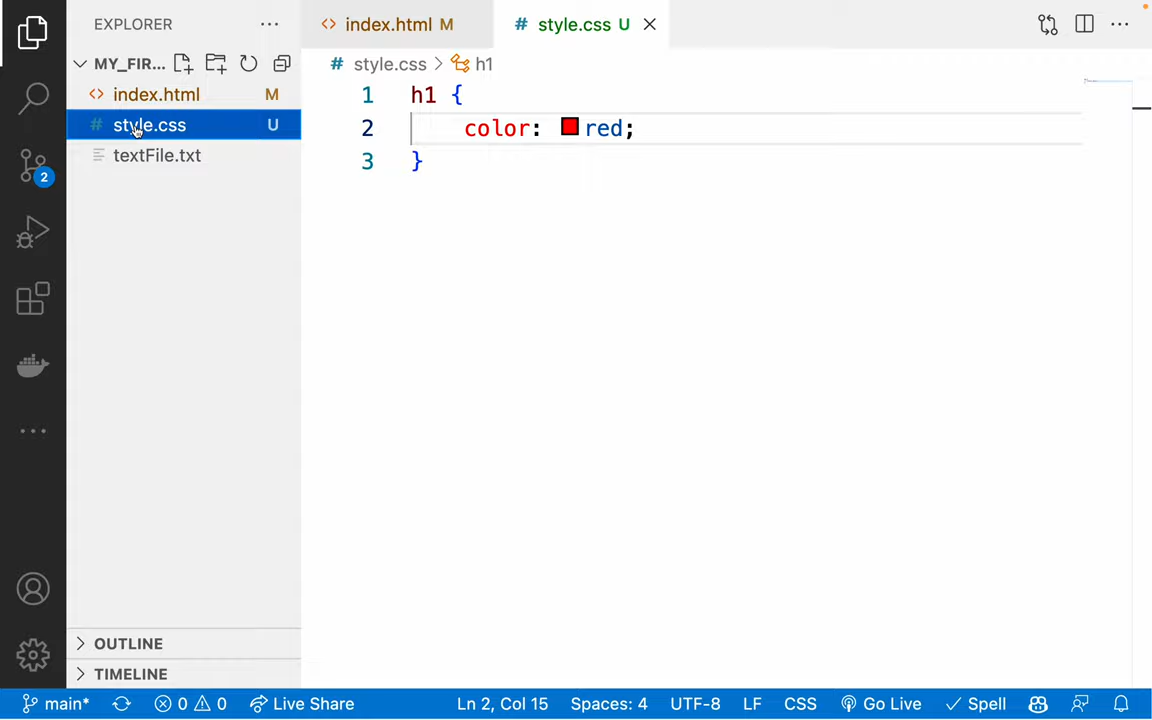 EXPLORER
MY_FIR...
index.html M
style.css U
textFile.txt
OUTLINE
TIMELINE
2
index.html M
style.css U
style.css > h1
1 h1 {
2 color: red;
3 }
main* 0 0 Live Share Ln 2, Col 15 Spaces: 4 UTF-8 LF CSS Go Live Spell